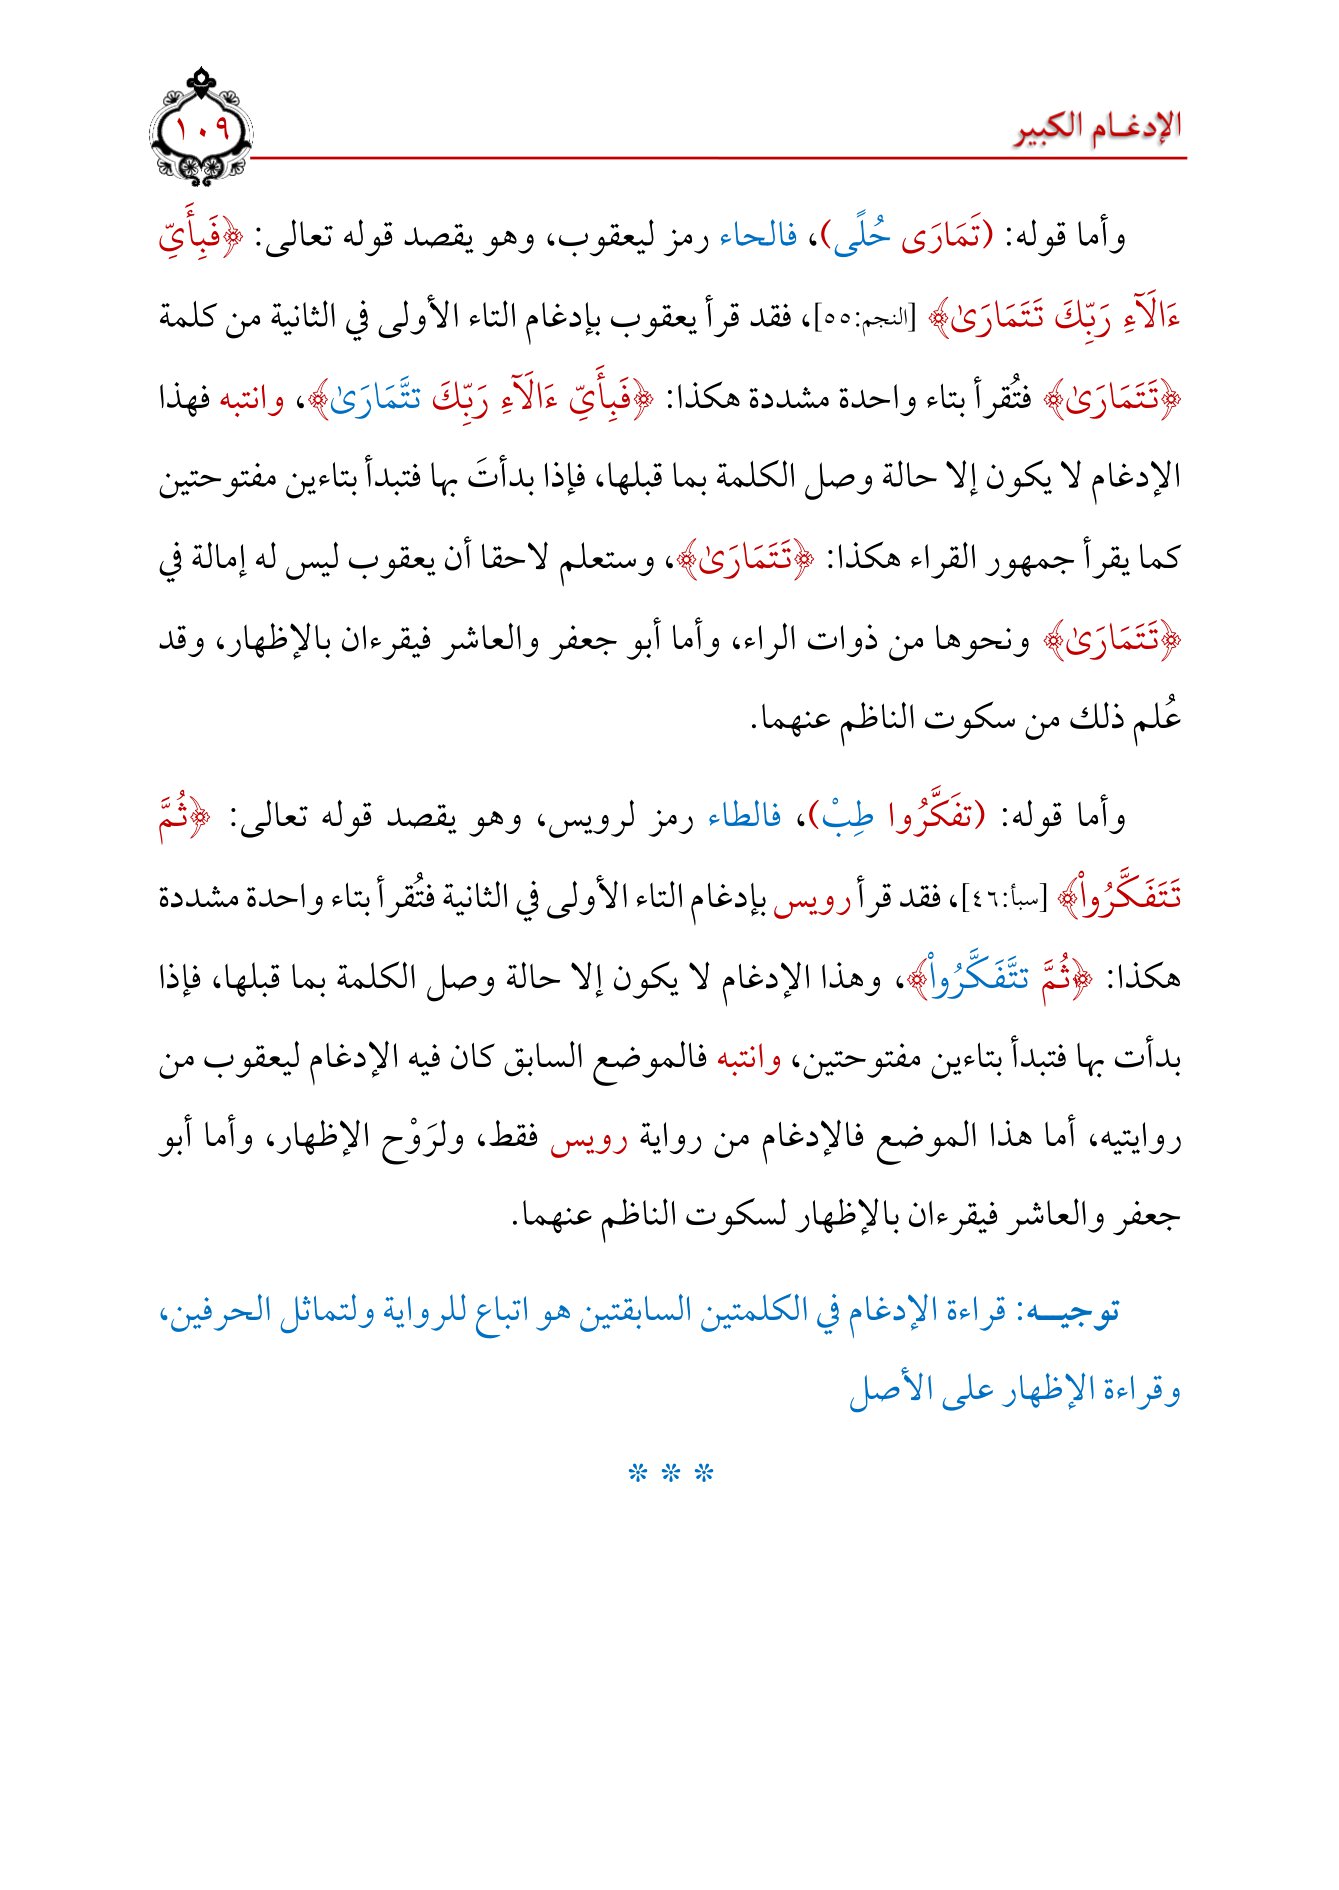 الإدغام الكبير
١٠٩
وأما قوله: (تَمَارَى حُلًى)، فالحاء رمز ليعقوب، وهو يقصد قوله تعالى: ﴿فَبِأَيِّ
ءَالَآءِ رَبِّكَ تَتَمَارَىٰ﴾ [النجم:٥٥]، فقد قرأ يعقوب بإدغام التاء الأولى في الثانية من كلمة
﴿تَتَمَارَىٰ﴾ فتُقرأ بتاء واحدة مشددة هكذا: ﴿فَبِأَيِّ ءَالَآءِ رَبِّكَ تتَّمَارَىٰ﴾، وانتبه فهذا
الإدغام لا يكون إلا حالة وصل الكلمة بما قبلها، فإذا بدأتَ بها فتبدأ بتاءين مفتوحتين
كما يقرأ جمهور القراء هكذا: ﴿تَتَمَارَىٰ﴾، وستعلم لاحقا أن يعقوب ليس له إمالة في
﴿تَتَمَارَىٰ﴾ ونحوها من ذوات الراء، وأما أبو جعفر والعاشر فيقرءان بالإظهار، وقد
عُلم ذلك من سكوت الناظم عنهما.
وأما قوله: (تفَكَّرُوا طِبْ)، فالطاء رمز لرويس، وهو يقصد قوله تعالى: ﴿ثُمَّ
تَتَفَكَّرُواْ﴾ [سبأ:٤٦]، فقد قرأ رويس بإدغام التاء الأولى في الثانية فتُقرأ بتاء واحدة مشددة
هكذا: ﴿ثُمَّ تتَّفَكَّرُواْ﴾، وهذا الإدغام لا يكون إلا حالة وصل الكلمة بما قبلها، فإذا
بدأت بها فتبدأ بتاءين مفتوحتين، وانتبه فالموضع السابق كان فيه الإدغام ليعقوب من
روايتيه، أما هذا الموضع فالإدغام من رواية رويس فقط، ولرَوْح الإظهار، وأما أبو
جعفر والعاشر فيقرءان بالإظهار لسكوت الناظم عنهما.
توجيـــه: قراءة الإدغام في الكلمتين السابقتين هو اتباع للرواية ولتماثل الحرفين،
وقراءة الإظهار على الأصل
* * *